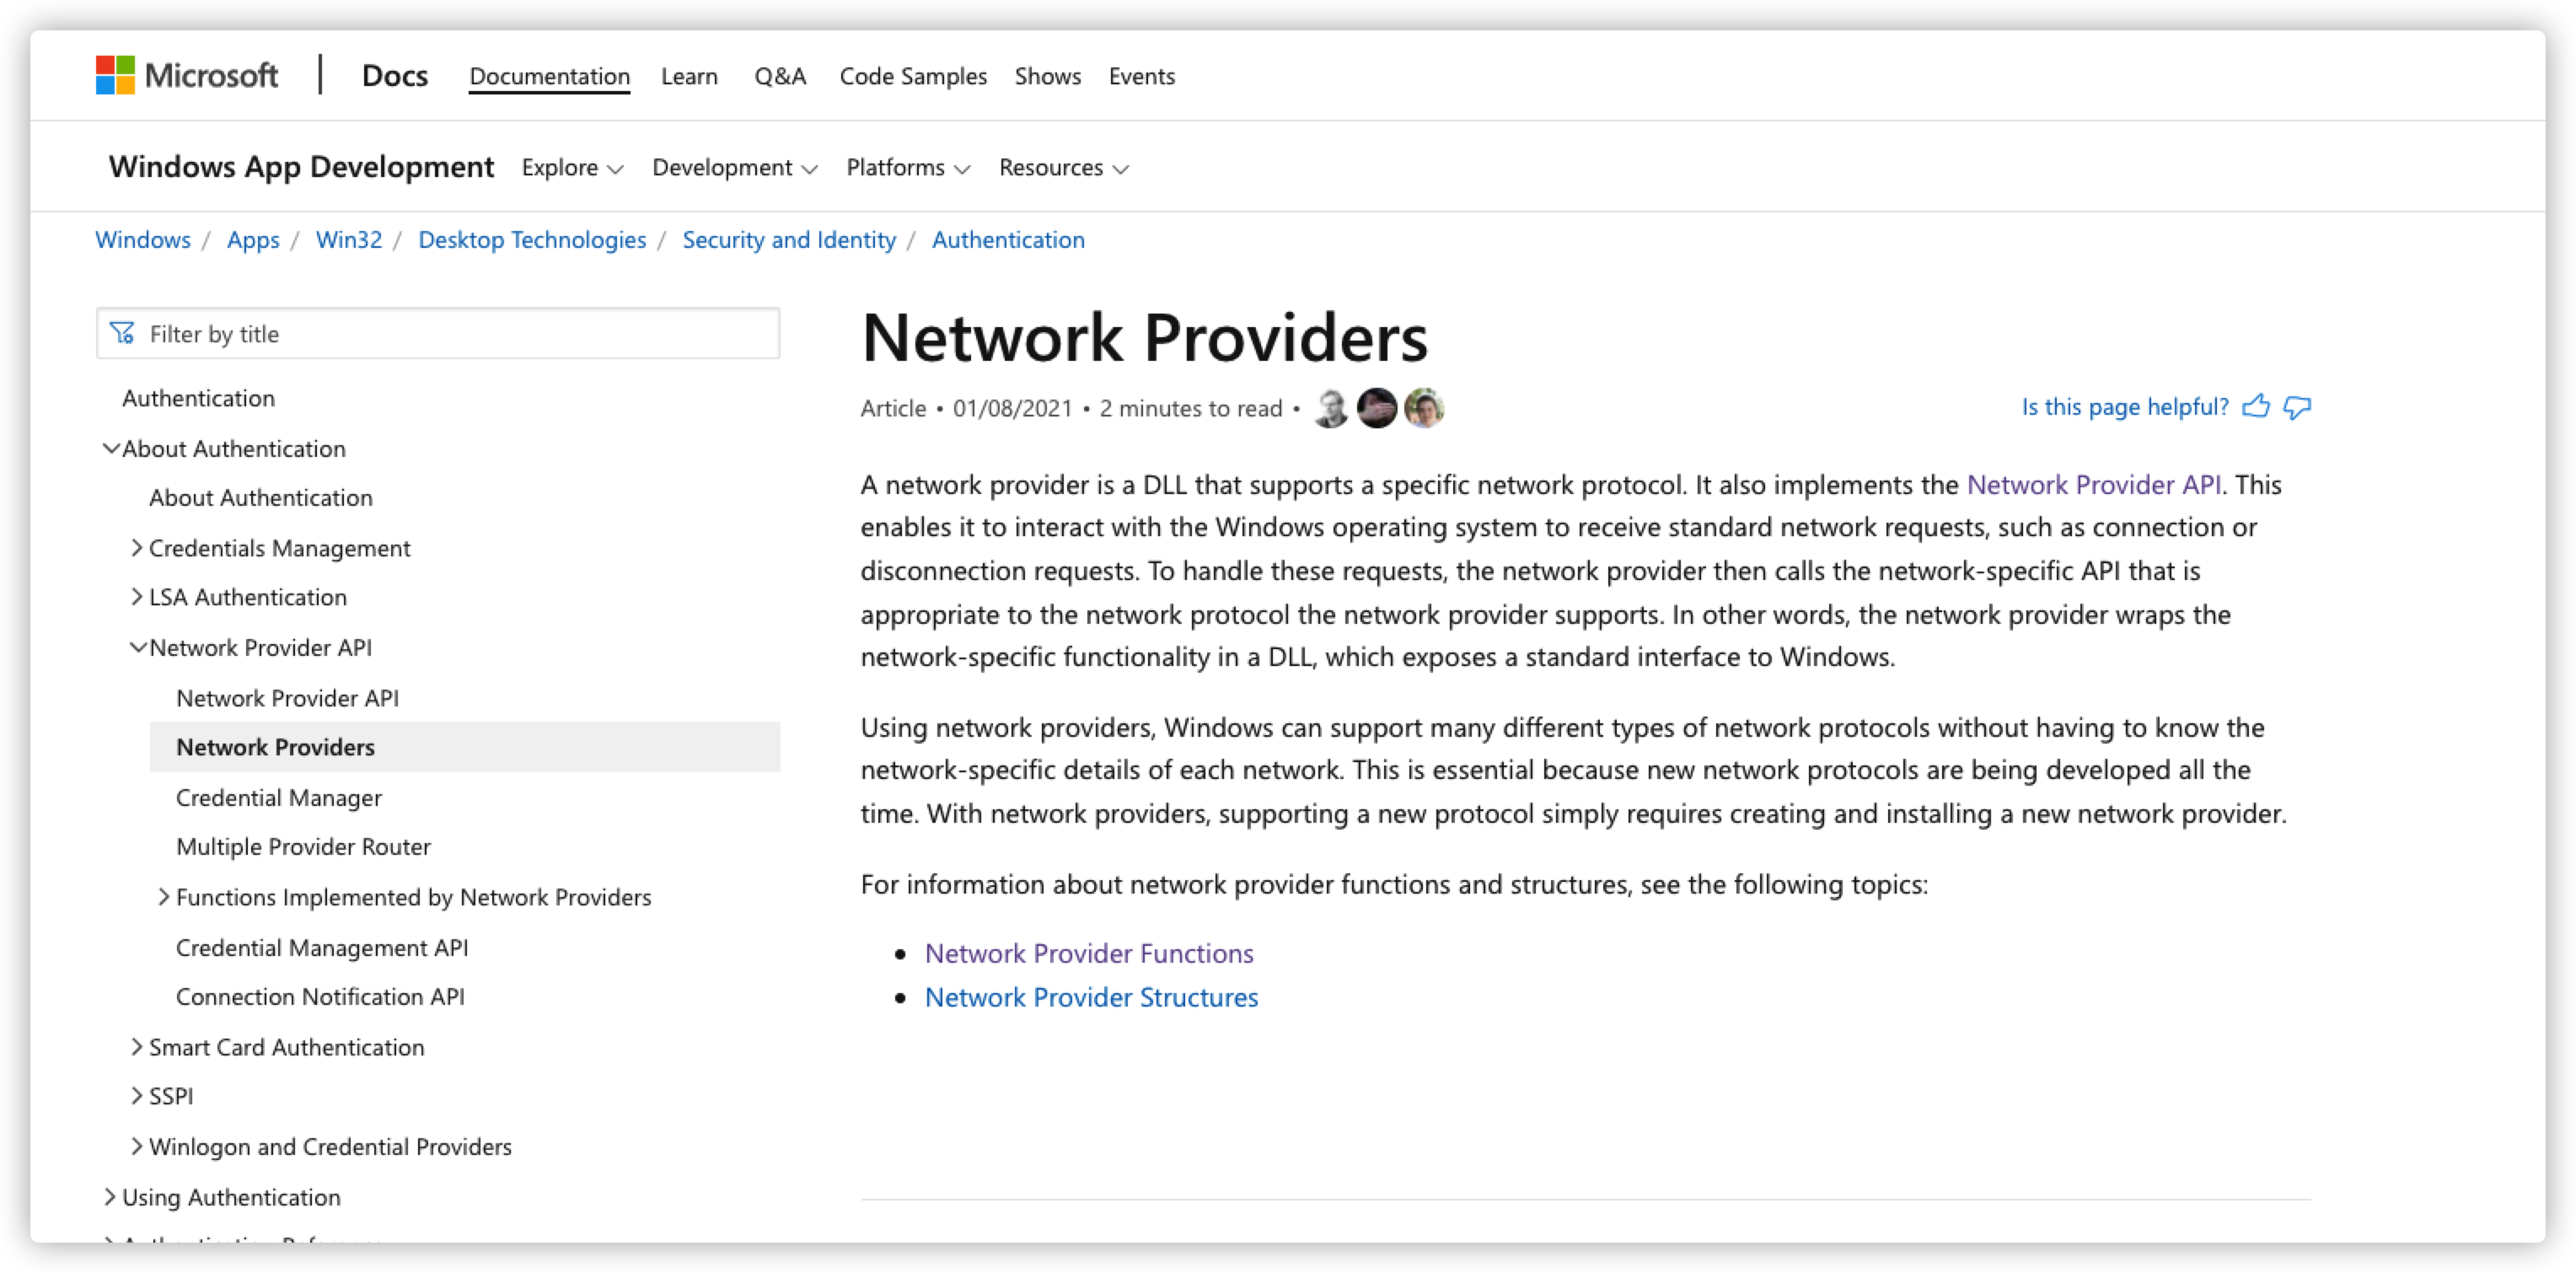 Microsoft | Docs Documentation Learn Q&A Code Samples Shows Events
Windows App Development Explore Development Platforms Resources
Windows / Apps / Win32 / Desktop Technologies / Security and Identity / Authentication
Filter by title
Authentication
About Authentication
About Authentication
Credentials Management
LSA Authentication
Network Provider API
Network Provider API
Network Providers
Credential Manager
Multiple Provider Router
Functions Implemented by Network Providers
Credential Management API
Connection Notification API
Smart Card Authentication
SSPI
Winlogon and Credential Providers
Using Authentication
Network Providers
Article • 01/08/2021 • 2 minutes to read •
Is this page helpful?
A network provider is a DLL that supports a specific network protocol. It also implements the Network Provider API. This
enables it to interact with the Windows operating system to receive standard network requests, such as connection or
disconnection requests. To handle these requests, the network provider then calls the network-specific API that is
appropriate to the network protocol the network provider supports. In other words, the network provider wraps the
network-specific functionality in a DLL, which exposes a standard interface to Windows.
Using network providers, Windows can support many different types of network protocols without having to know the
network-specific details of each network. This is essential because new network protocols are being developed all the
time. With network providers, supporting a new protocol simply requires creating and installing a new network provider.
For information about network provider functions and structures, see the following topics:
• Network Provider Functions
• Network Provider Structures